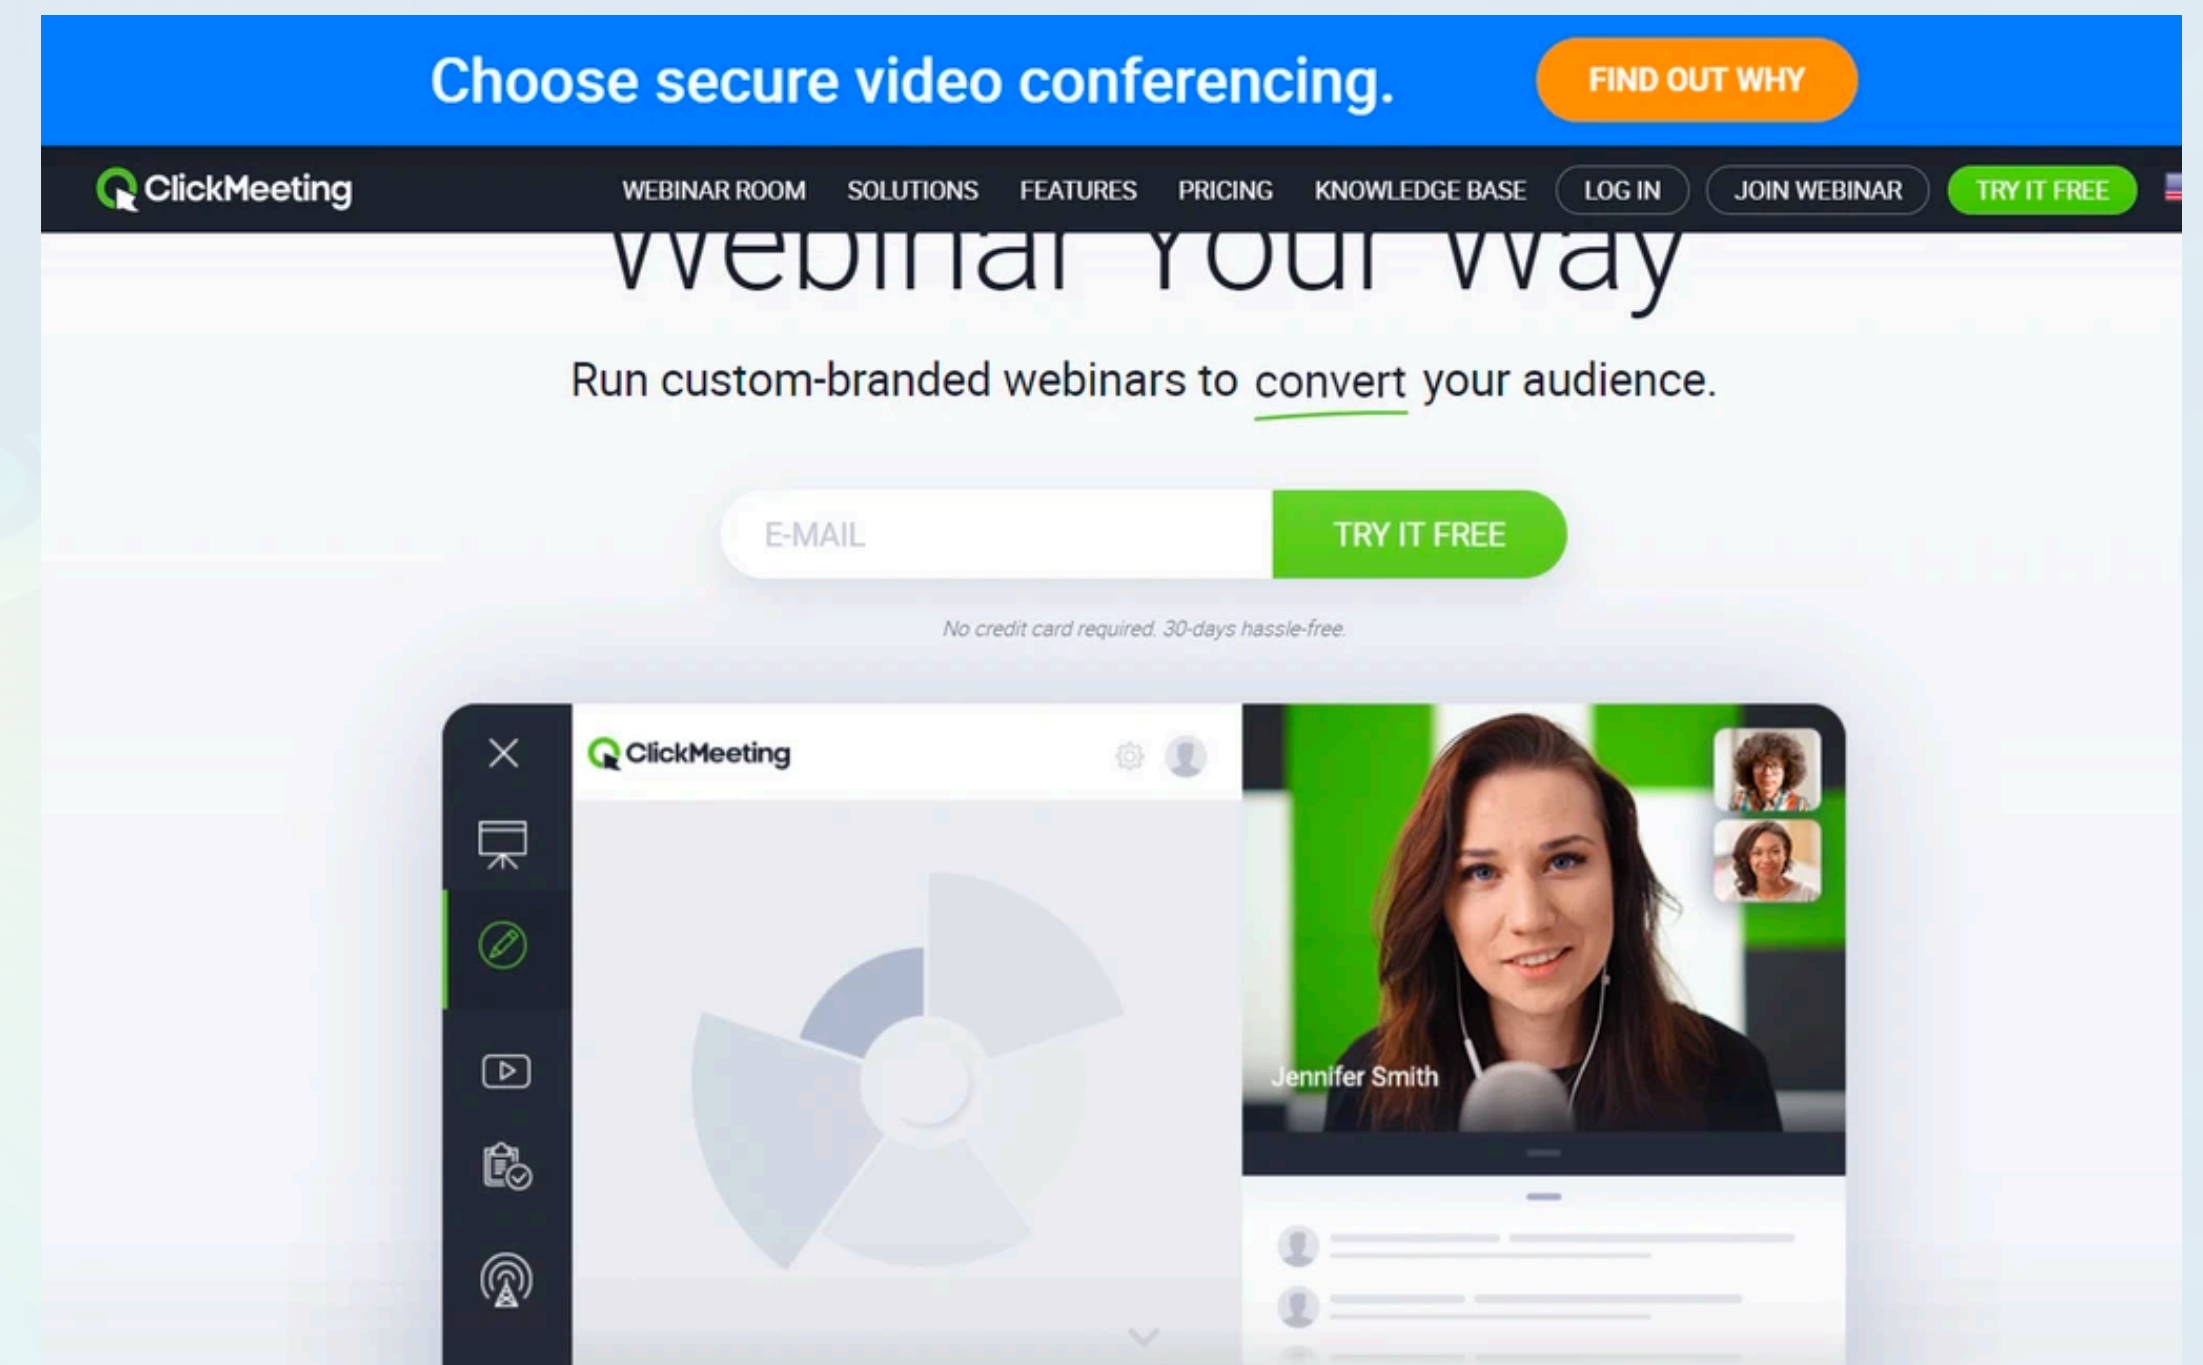 Choose secure video conferencing.
FIND OUT WHY
ClickMeeting
WEBINAR ROOM
SOLUTIONS
FEATURES
PRICING
KNOWLEDGE BASE
LOG IN
JOIN WEBINAR
TRY IT FREE
Webinar Your Way
Run custom-branded webinars to convert your audience.
E-MAIL
TRY IT FREE
No credit card required. 30-days hassle-free.
ClickMeeting
Jennifer Smith